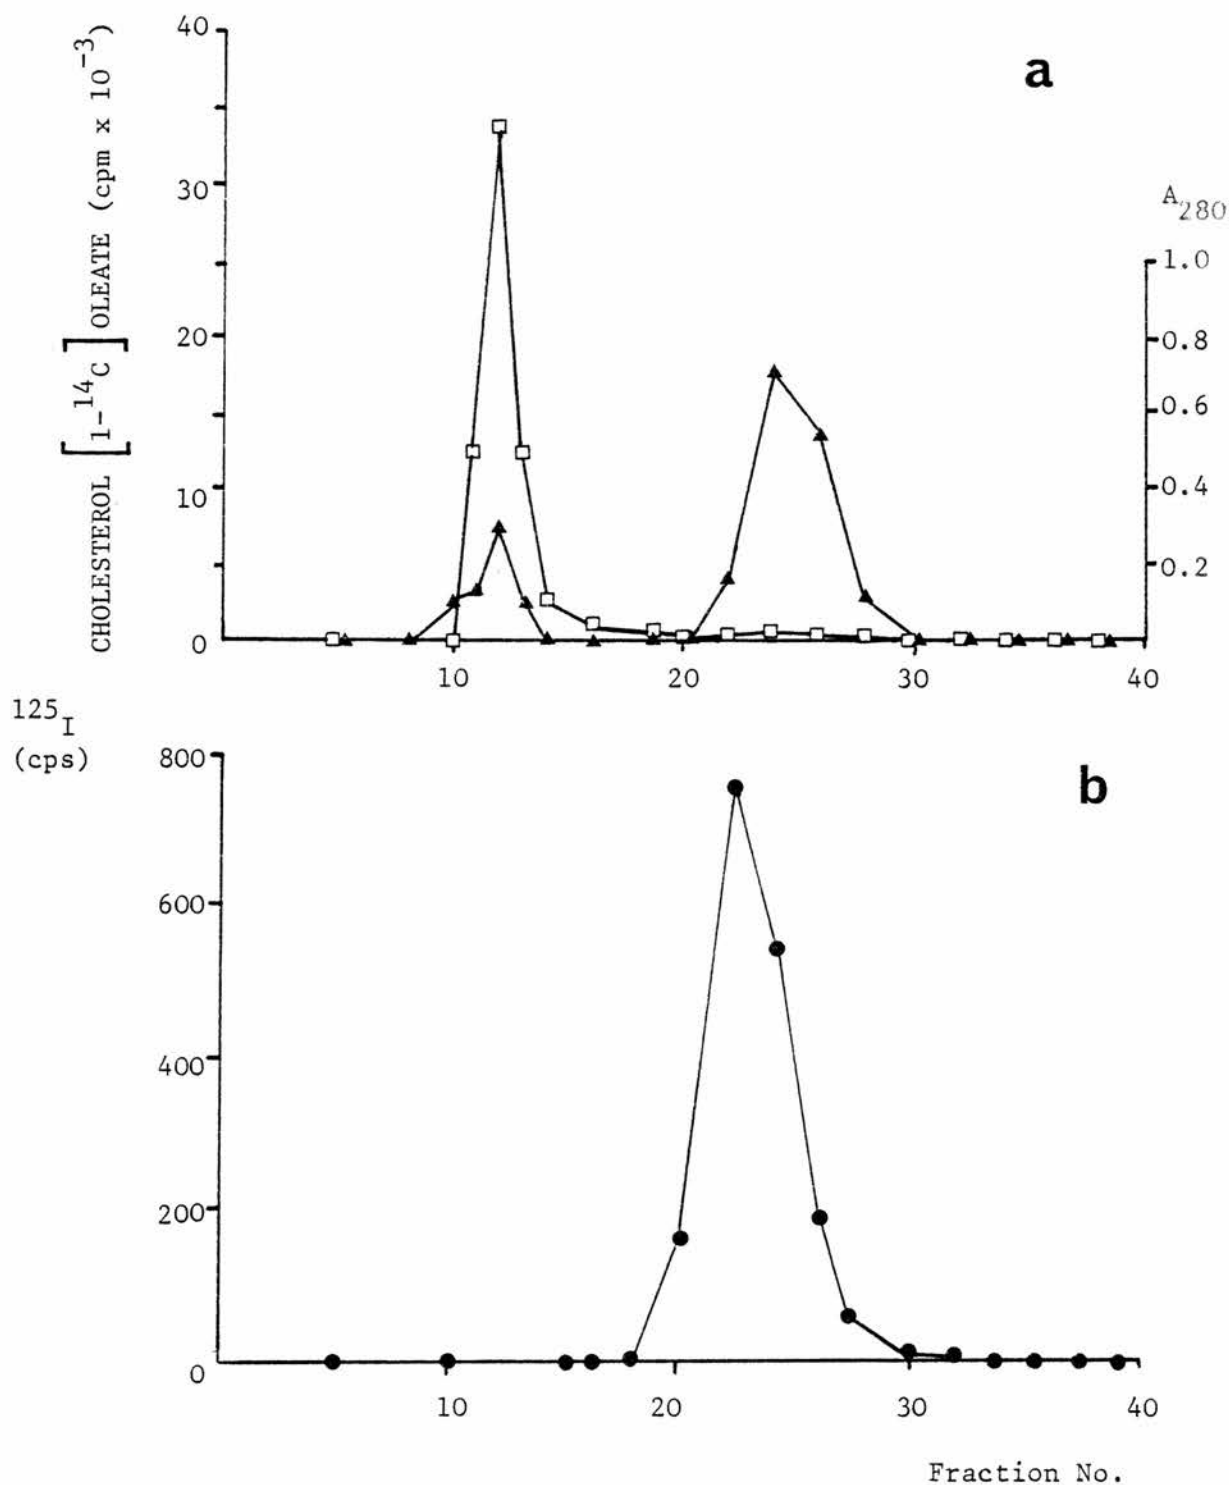 40
a
CHOLESTEROL [1-¹⁴C] OLEATE (cpm x 10⁻³)
30
A₂₈₀
1.0
20
0.8
0.6
10
0.4
0.2
0
10 20 30 40
¹²⁵I
(cps)
800
b
600
400
200
0
10 20 30 40
Fraction No.